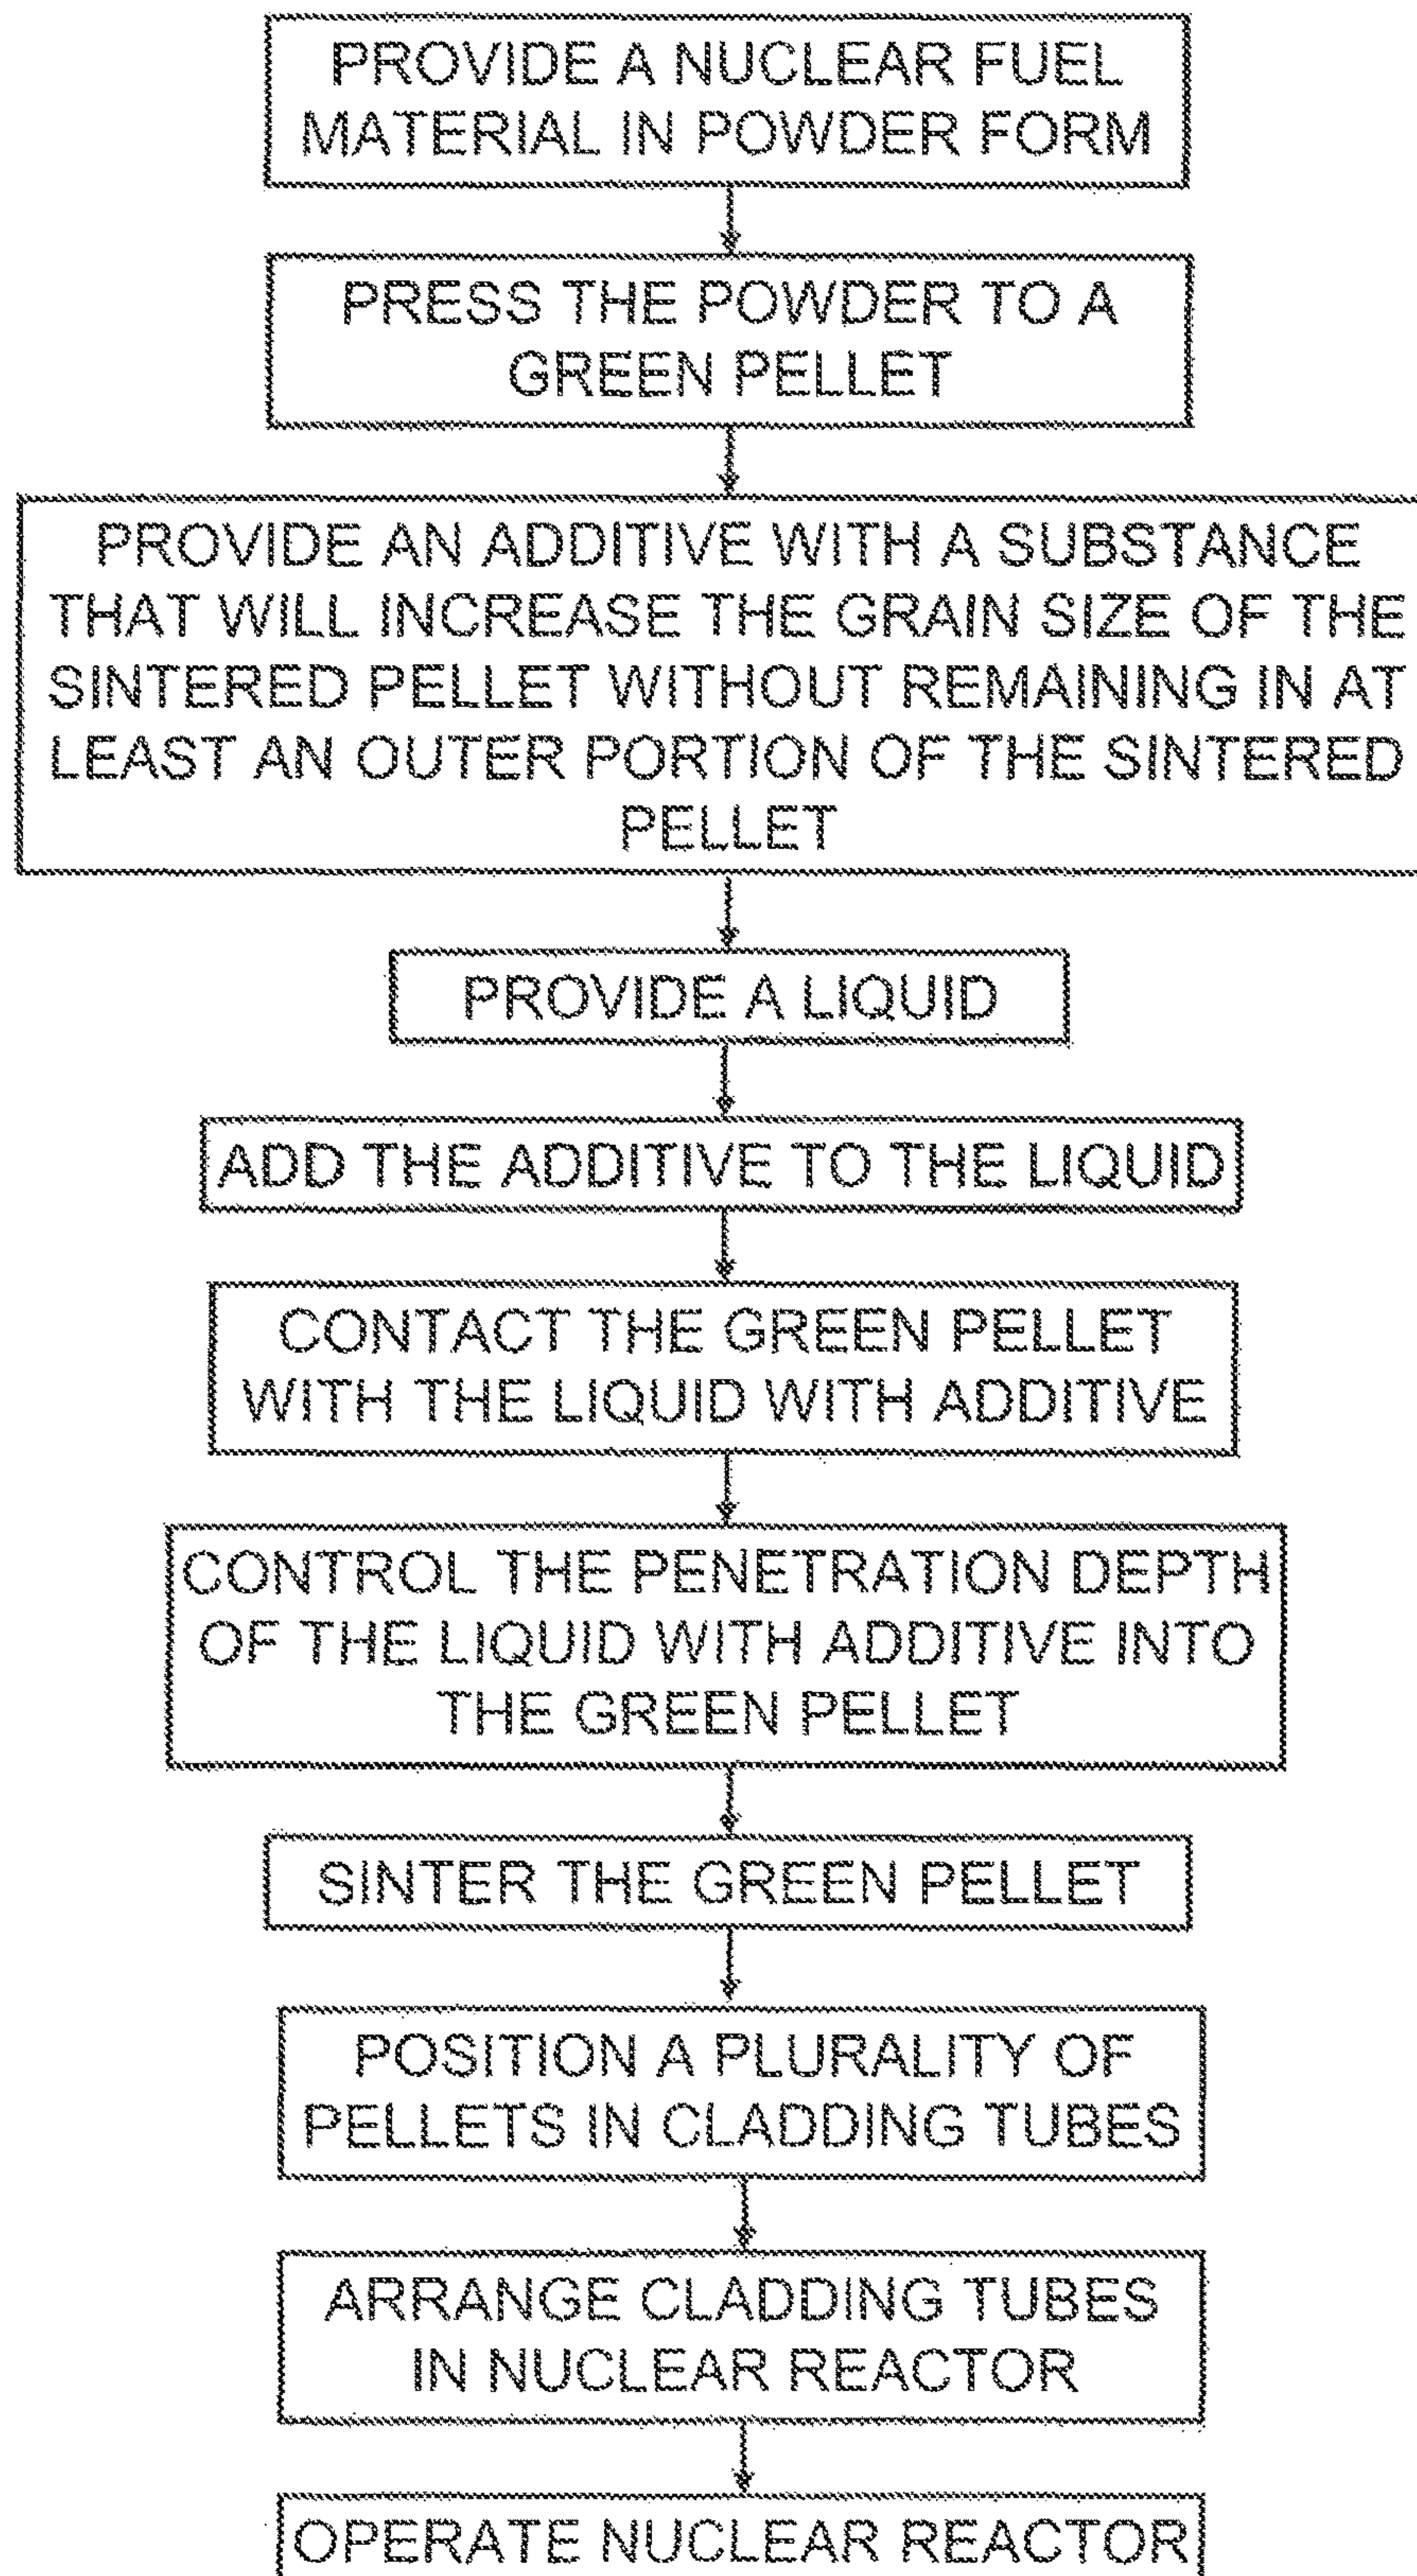 PROVIDE A NUCLEAR FUEL
MATERIAL IN POWDER FORM
PRESS THE POWDER TO A
GREEN PELLET
PROVIDE AN ADDITIVE WITH A SUBSTANCE
THAT WILL INCREASE THE GRAIN SIZE OF THE
SINTERED PELLET WITHOUT REMAINING IN AT
LEAST AN OUTER PORTION OF THE SINTERED
PELLET
PROVIDE A LIQUID
ADD THE ADDITIVE TO THE LIQUID
CONTACT THE GREEN PELLET
WITH THE LIQUID WITH ADDITIVE
CONTROL THE PENETRATION DEPTH
OF THE LIQUID WITH ADDITIVE INTO
THE GREEN PELLET
SINTER THE GREEN PELLET
POSITION A PLURALITY OF
PELLETS IN CLADDING TUBES
ARRANGE CLADDING TUBES
IN NUCLEAR REACTOR
OPERATE NUCLEAR REACTOR